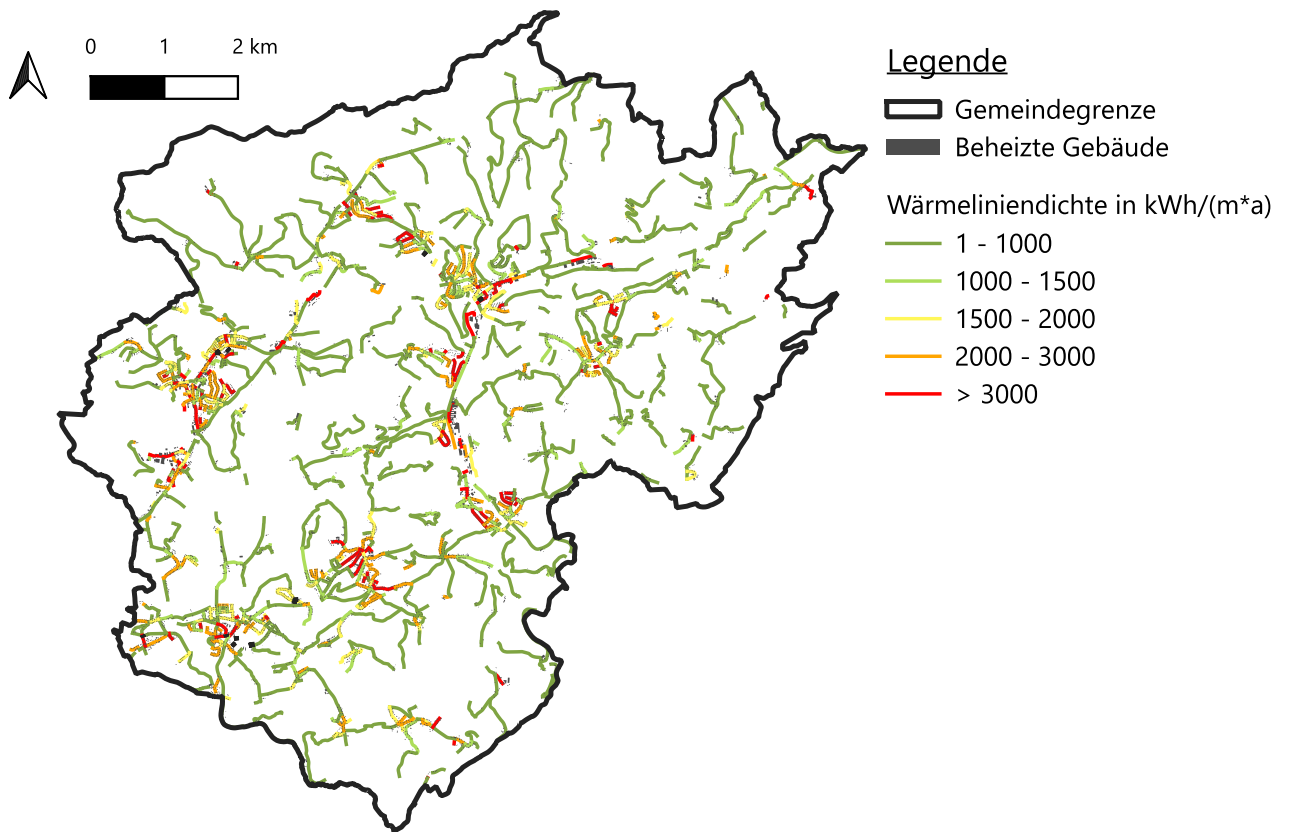 0 1 2 km
Legende
Gemeindegrenze
Beheizte Gebäude
Wärmeliniendichte in kWh/(m*a)
1 - 1000
1000 - 1500
1500 - 2000
2000 - 3000
> 3000